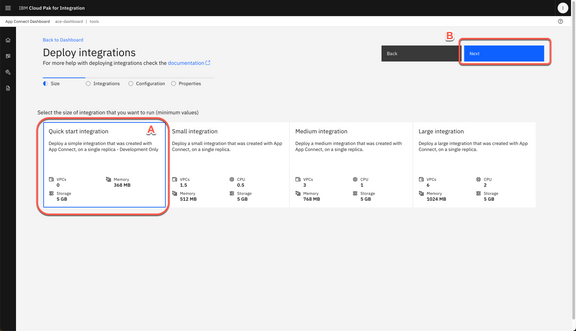 IBM Cloud Pak for Integration
App Connect Dashboard
ace-dashboard
tools
B
Back to Dashboard
Deploy integrations
For more help with deploying integrations check the documentation
Back
Next
Size
Integrations
Configuration
Properties
Select the size of integration that you want to run (minimum values)
A
Quick start integration
Deploy a simple integration that was created with
App Connect, on a single replica. - Development Only
VPCs
0
Memory
368 MB
Storage
5 GB
Small integration
Deploy a small integration that was created with App
Connect, on a single replica.
VPCs
1.5
CPU
0.5
Memory
512 MB
Storage
5 GB
Medium integration
Deploy a medium integration that was created with
App Connect, on a single replica.
VPCs
3
CPU
1
Memory
768 MB
Storage
5 GB
Large integration
Deploy a large integration that was created with App
Connect, on a single replica.
VPCs
6
CPU
2
Memory
1024 MB
Storage
5 GB